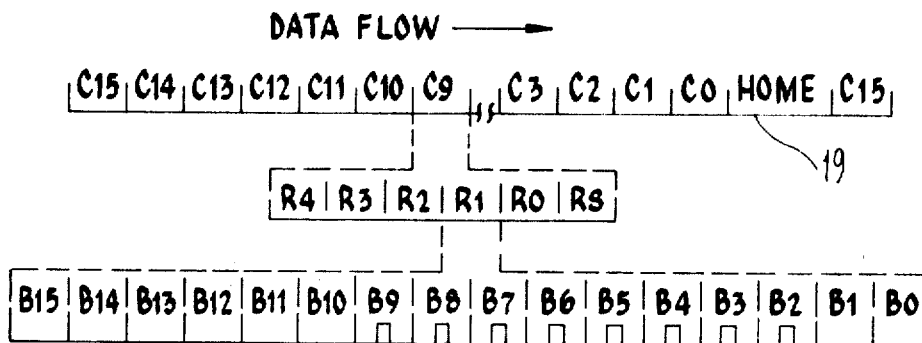 DATA FLOW
C15 C14 C13 C12 C11 C10 C9 C3 C2 C1 C0 HOME C15
19
R4 R3 R2 R1 R0 RS
B15 B14 B13 B12 B11 B10 B9 B8 B7 B6 B5 B4 B3 B2 B1 B0